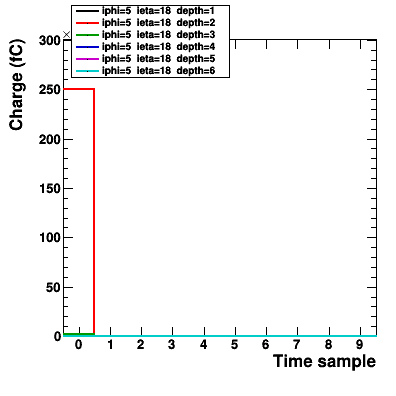 iphi=5 ieta=18 depth=1
iphi=5 ieta=18 depth=2
iphi=5 ieta=18 depth=3
iphi=5 ieta=18 depth=4
iphi=5 ieta=18 depth=5
iphi=5 ieta=18 depth=6
Charge (fC)
300
250
200
150
100
50
0
0 1 2 3 4 5 6 7 8 9
Time sample